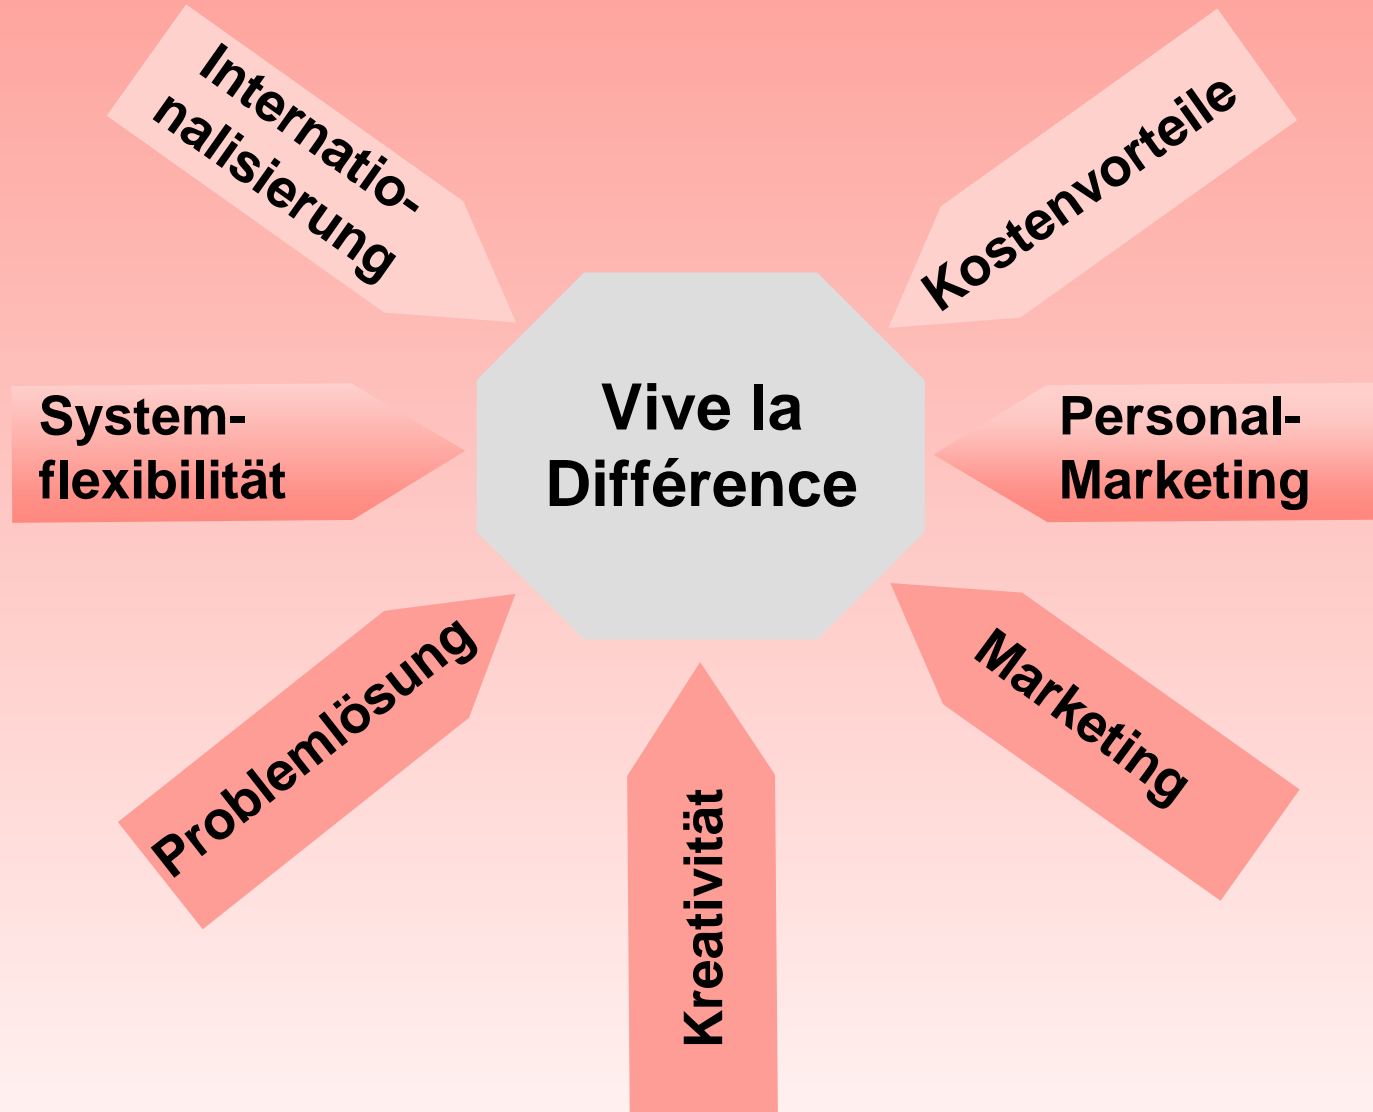 Internatio-
nalisierung
Kostenvorteile
System-
flexibilität
Vive la
Différence
Personal-
Marketing
Problemlösung
Marketing
Kreativität